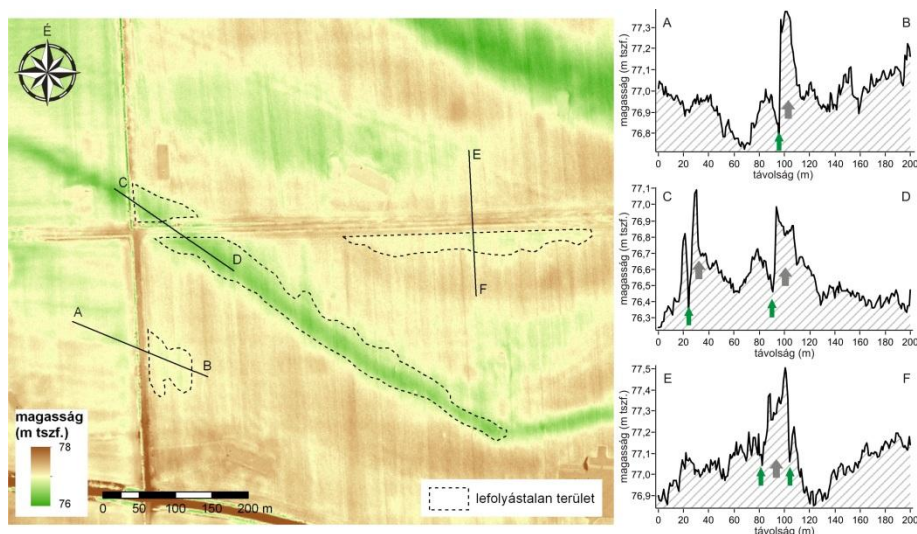 É
E
C
D
F
A
B
magasság
(m tszf.)
78
76
0 50 100 150 200 m
lefolyástalan terület
A B
magasság (m tszf.)
77,3
77,2
77,1
77,0
76,9
76,8
0 20 40 60 80 100 120 140 160 180 200
távolság (m)
C D
magasság (m tszf.)
77,1
77,0
76,9
76,8
76,7
76,6
76,5
76,4
76,3
0 20 40 60 80 100 120 140 160 180 200
távolság (m)
E F
magasság (m tszf.)
77,5
77,4
77,3
77,2
77,1
77,0
76,9
0 20 40 60 80 100 120 140 160 180 200
távolság (m)